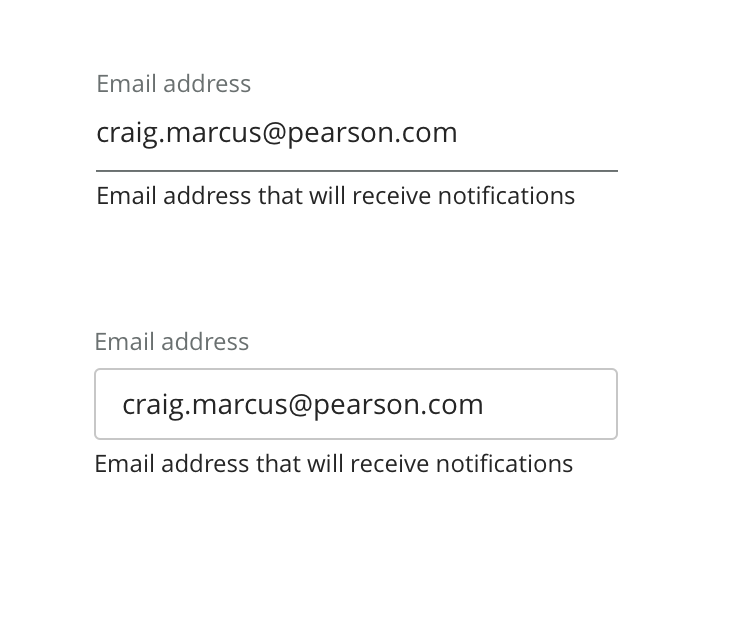 Email address
craig.marcus@pearson.com
Email address that will receive notifications
Email address
craig.marcus@pearson.com
Email address that will receive notifications